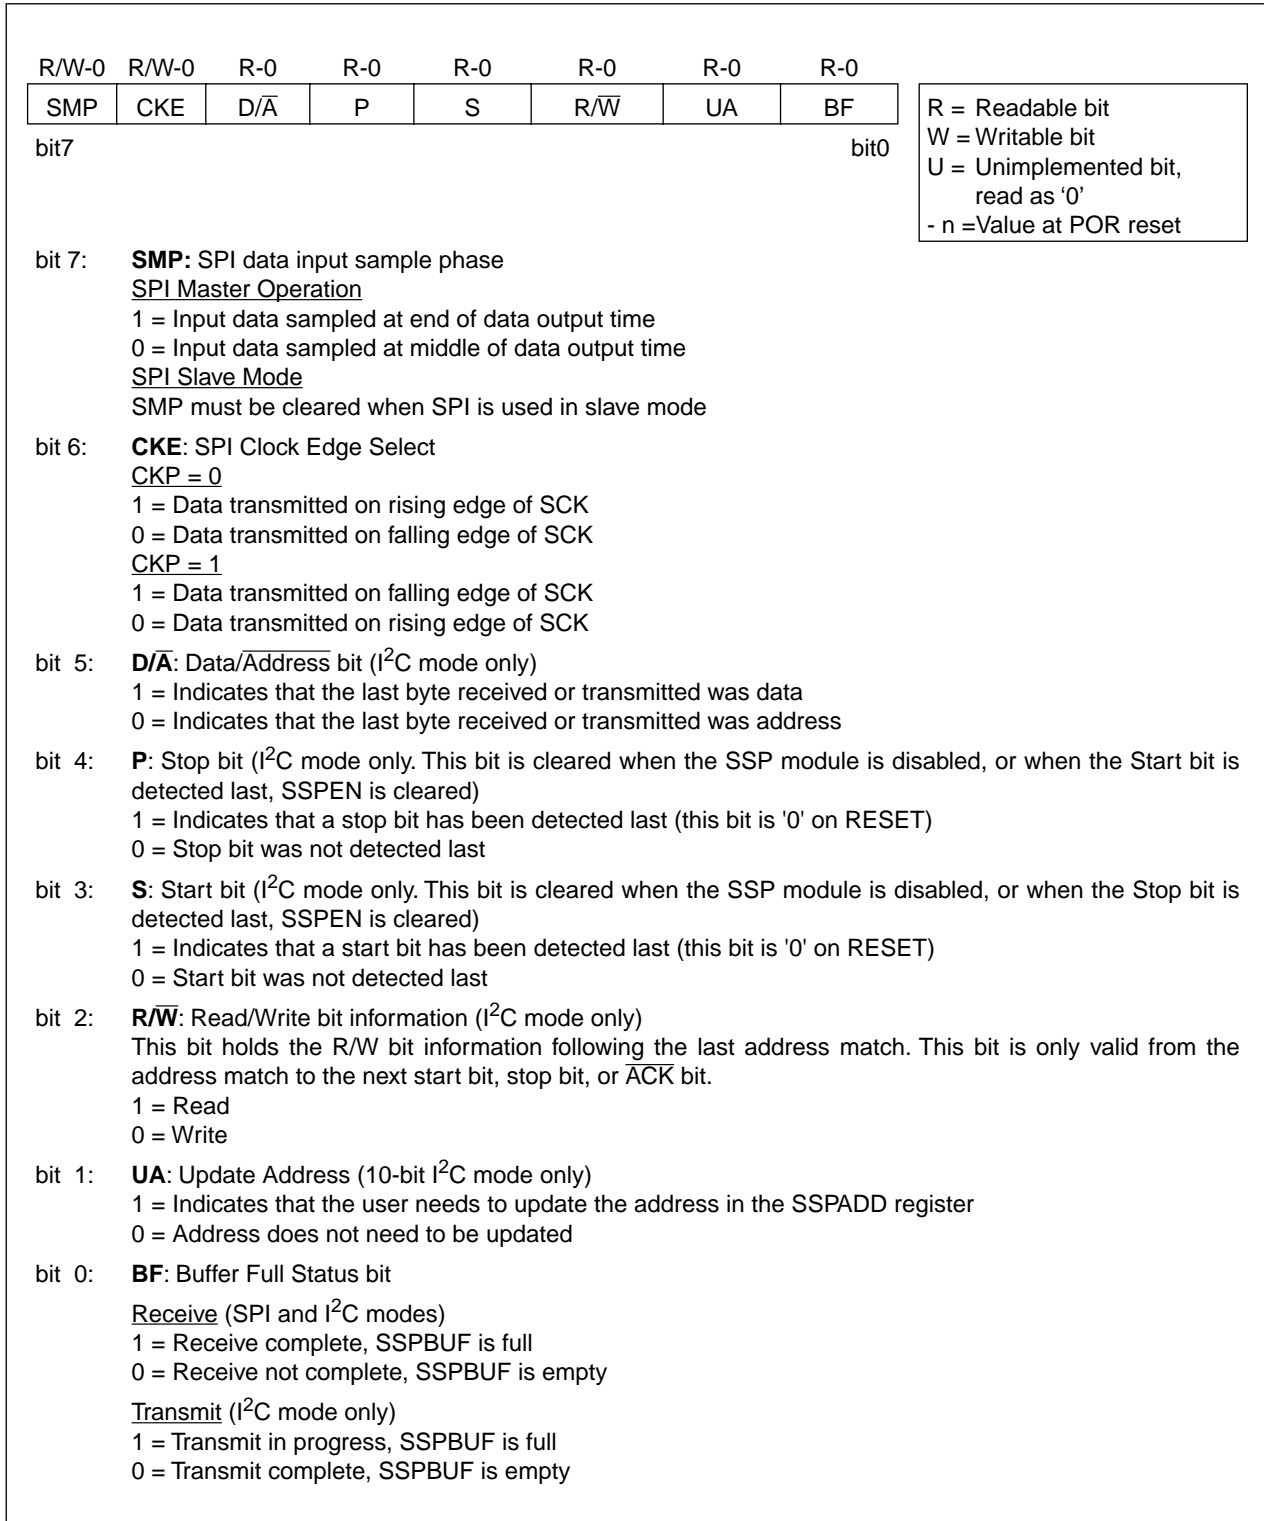 R/W-0 R/W-0 R-0 R-0 R-0 R-0 R-0 R-0
SMP CKE D/A̅ P S R/W̅ UA BF
bit7 bit0
R = Readable bit
W = Writable bit
U = Unimplemented bit,
read as ‘0’
- n =Value at POR reset
bit 7: SMP: SPI data input sample phase
SPI Master Operation
1 = Input data sampled at end of data output time
0 = Input data sampled at middle of data output time
SPI Slave Mode
SMP must be cleared when SPI is used in slave mode
bit 6: CKE: SPI Clock Edge Select
CKP = 0
1 = Data transmitted on rising edge of SCK
0 = Data transmitted on falling edge of SCK
CKP = 1
1 = Data transmitted on falling edge of SCK
0 = Data transmitted on rising edge of SCK
bit 5: D/A̅: Data/A̅d̅d̅r̅e̅s̅s̅ bit (I²C mode only)
1 = Indicates that the last byte received or transmitted was data
0 = Indicates that the last byte received or transmitted was address
bit 4: P: Stop bit (I²C mode only. This bit is cleared when the SSP module is disabled, or when the Start bit is
detected last, SSPEN is cleared)
1 = Indicates that a stop bit has been detected last (this bit is '0' on RESET)
0 = Stop bit was not detected last
bit 3: S: Start bit (I²C mode only. This bit is cleared when the SSP module is disabled, or when the Stop bit is
detected last, SSPEN is cleared)
1 = Indicates that a start bit has been detected last (this bit is '0' on RESET)
0 = Start bit was not detected last
bit 2: R/W̅: Read/Write bit information (I²C mode only)
This bit holds the R/W bit information following the last address match. This bit is only valid from the
address match to the next start bit, stop bit, or A̅C̅K̅ bit.
1 = Read
0 = Write
bit 1: UA: Update Address (10-bit I²C mode only)
1 = Indicates that the user needs to update the address in the SSPADD register
0 = Address does not need to be updated
bit 0: BF: Buffer Full Status bit
Receive (SPI and I²C modes)
1 = Receive complete, SSPBUF is full
0 = Receive not complete, SSPBUF is empty
Transmit (I²C mode only)
1 = Transmit in progress, SSPBUF is full
0 = Transmit complete, SSPBUF is empty